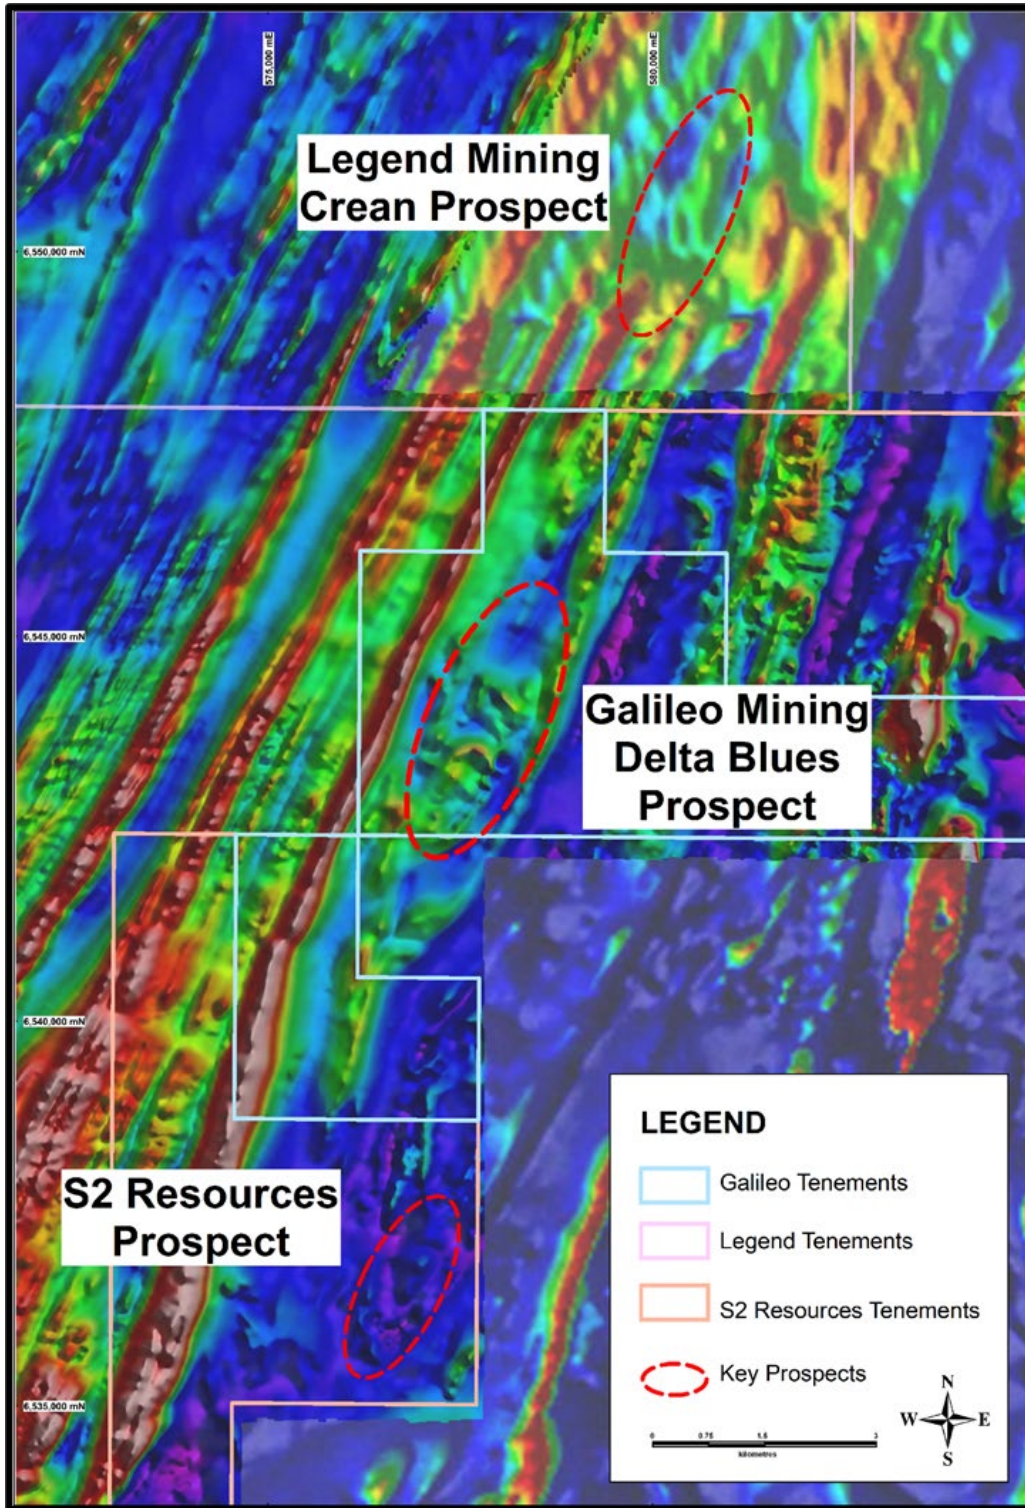 575,000 mE
580,000 mE
Legend Mining
Crean Prospect
6,550,000 mN
6,545,000 mN
Galileo Mining
Delta Blues
Prospect
6,540,000 mN
S2 Resources
Prospect
6,535,000 mN
LEGEND
Galileo Tenements
Legend Tenements
S2 Resources Tenements
Key Prospects
N
W E
S
0 0.75 1.5 3
kilometres